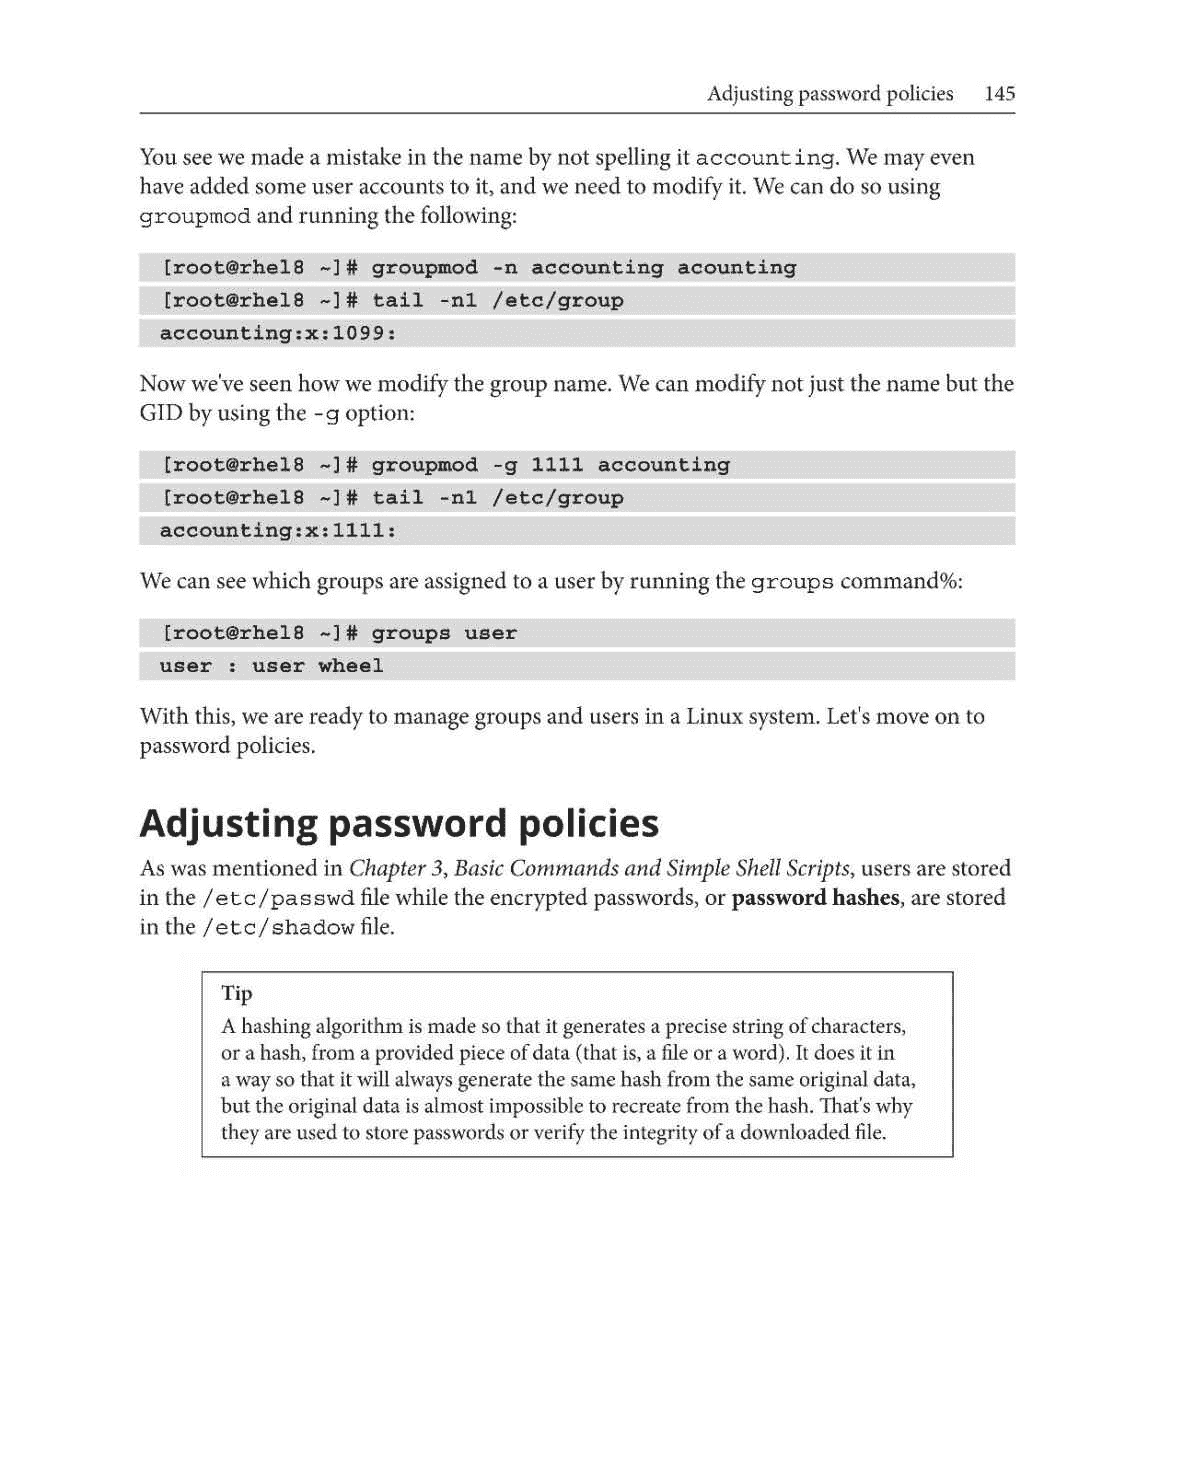 Adjusting password policies 145
You see we made a mistake in the name by not spelling it accounting. We may even
have added some user accounts to it, and we need to modify it. We can do so using
groupmod and running the following:
[root@rhel8 ~]# groupmod -n accounting acounting
[root@rhel8 ~]# tail -n1 /etc/group
accounting:x:1099:
Now we've seen how we modify the group name. We can modify not just the name but the
GID by using the -g option:
[root@rhel8 ~]# groupmod -g 1111 accounting
[root@rhel8 ~]# tail -n1 /etc/group
accounting:x:1111:
We can see which groups are assigned to a user by running the groups command%:
[root@rhel8 ~]# groups user
user : user wheel
With this, we are ready to manage groups and users in a Linux system. Let's move on to
password policies.
Adjusting password policies
As was mentioned in Chapter 3, Basic Commands and Simple Shell Scripts, users are stored
in the /etc/passwd file while the encrypted passwords, or password hashes, are stored
in the /etc/shadow file.
Tip
A hashing algorithm is made so that it generates a precise string of characters,
or a hash, from a provided piece of data (that is, a file or a word). It does it in
a way so that it will always generate the same hash from the same original data,
but the original data is almost impossible to recreate from the hash. That's why
they are used to store passwords or verify the integrity of a downloaded file.